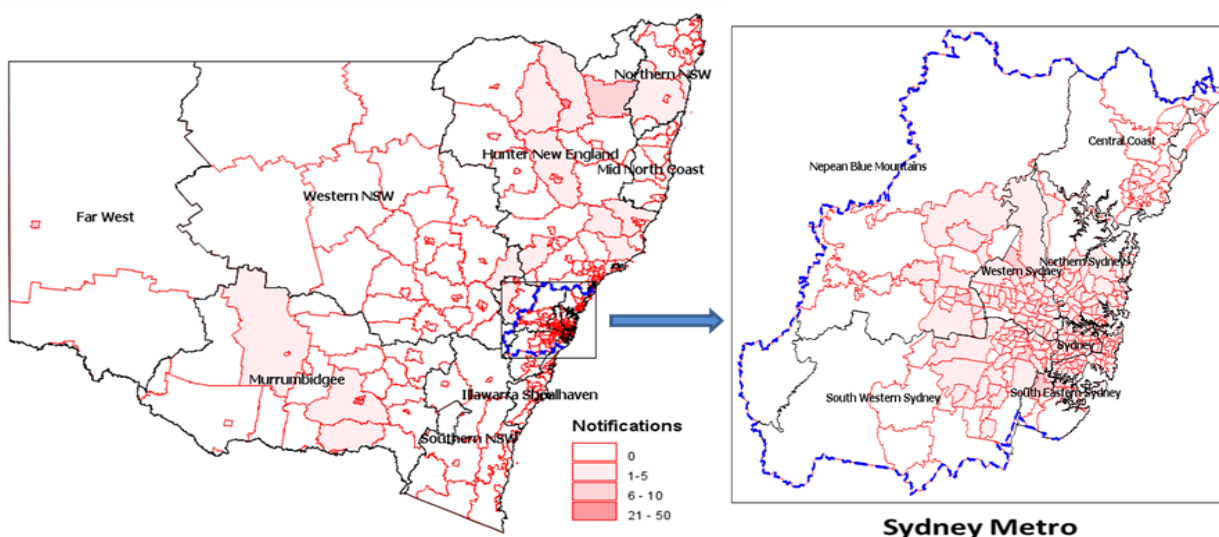 Northern NSW
Hunter New England
Mid North Coast
Western NSW
Far West
Murrumbidgee
Illawarra Shoalhaven
Southern NSW
Notifications
0
1-5
6 - 10
21 - 50
Central Coast
Nepean Blue Mountains
Northern Sydney
Western Sydney
Sydney
South Western Sydney
South Eastern Sydney
Sydney Metro